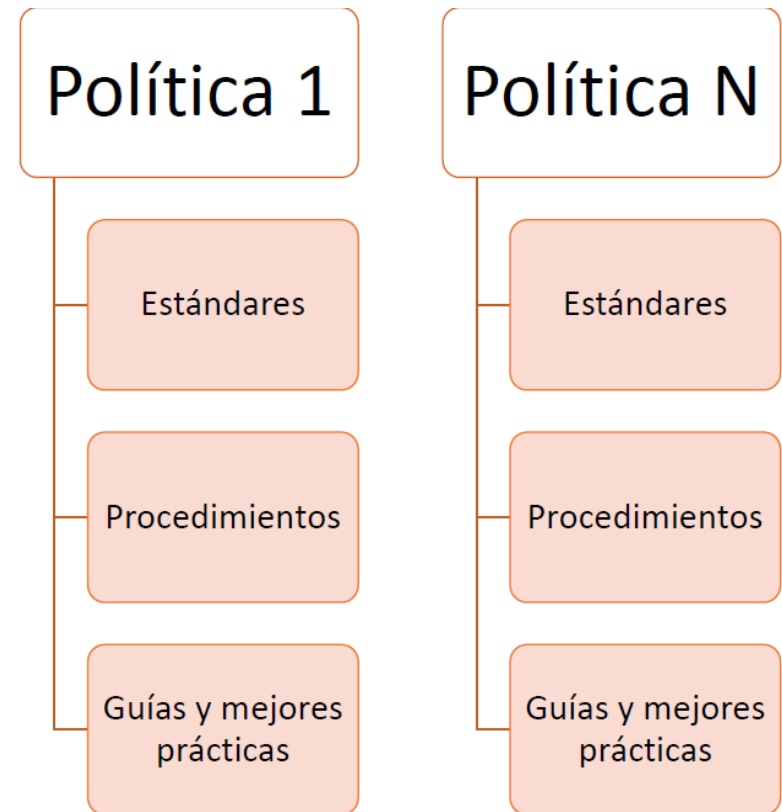 Política 1
Estándares
Procedimientos
Guías y mejores
prácticas
Política N
Estándares
Procedimientos
Guías y mejores
prácticas